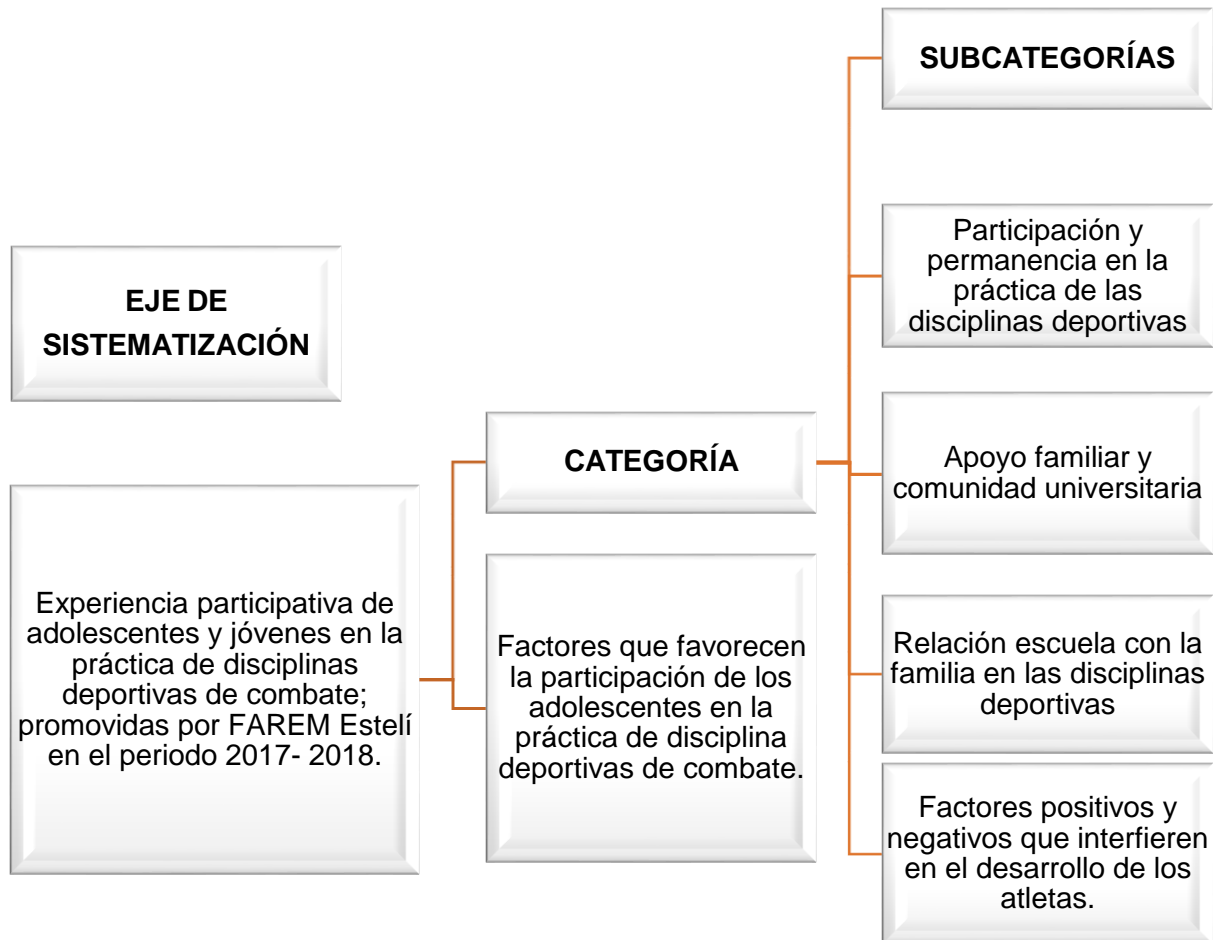 EJE DE
SISTEMATIZACIÓN
Experiencia participativa de
adolescentes y jóvenes en la
práctica de disciplinas
deportivas de combate;
promovidas por FAREM Estelí
en el periodo 2017- 2018.
CATEGORÍA
Factores que favorecen
la participación de los
adolescentes en la
práctica de disciplina
deportivas de combate.
SUBCATEGORÍAS
Participación y
permanencia en la
práctica de las
disciplinas deportivas
Apoyo familiar y
comunidad universitaria
Relación escuela con la
familia en las disciplinas
deportivas
Factores positivos y
negativos que interfieren
en el desarrollo de los
atletas.